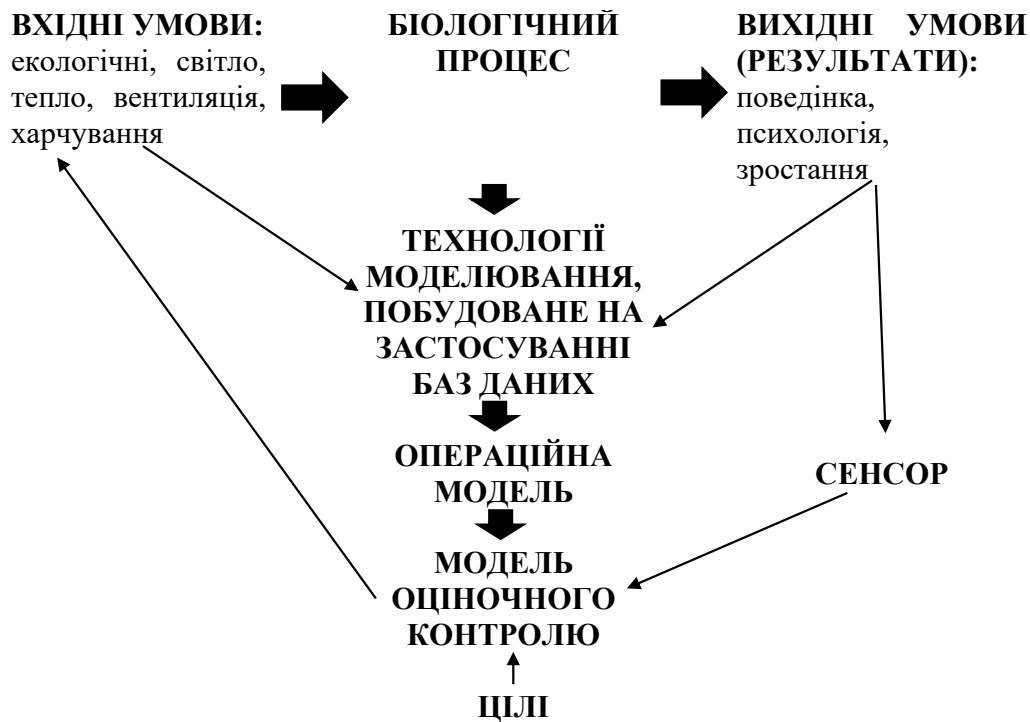 ВХІДНІ УМОВИ:
екологічні, світло,
тепло, вентиляція,
харчування
БІОЛОГІЧНИЙ
ПРОЦЕС
ВИХІДНІ УМОВИ
(РЕЗУЛЬТАТИ):
поведінка,
психологія,
зростання
ТЕХНОЛОГІЇ
МОДЕЛЮВАННЯ,
ПОБУДОВАНЕ НА
ЗАСТОСУВАННІ
БАЗ ДАНИХ
ОПЕРАЦІЙНА
МОДЕЛЬ
СЕНСОР
МОДЕЛЬ
ОЦІНОЧНОГО
КОНТРОЛЮ
ЦІЛІ